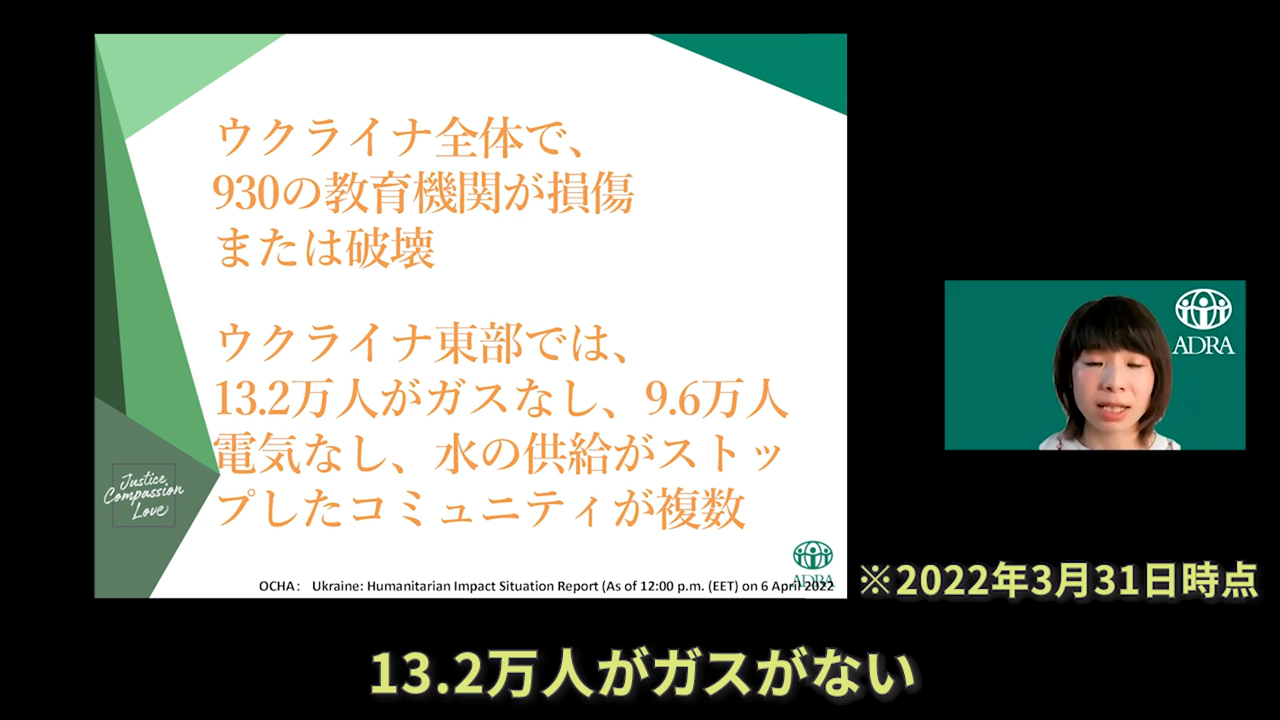 ウクライナ全体で、
930の教育機関が損傷
または破壊
ウクライナ東部では、
13.2万人がガスなし、9.6万人
電気なし、水の供給がストッ
プしたコミュニティが複数
Justice,
Compassion,
Love
ADRA
OCHA： Ukraine: Humanitarian Impact Situation Report (As of 12:00 p.m. (EET) on 6 April 2022
ADRA
※2022年3月31日時点
13.2万人がガスがない